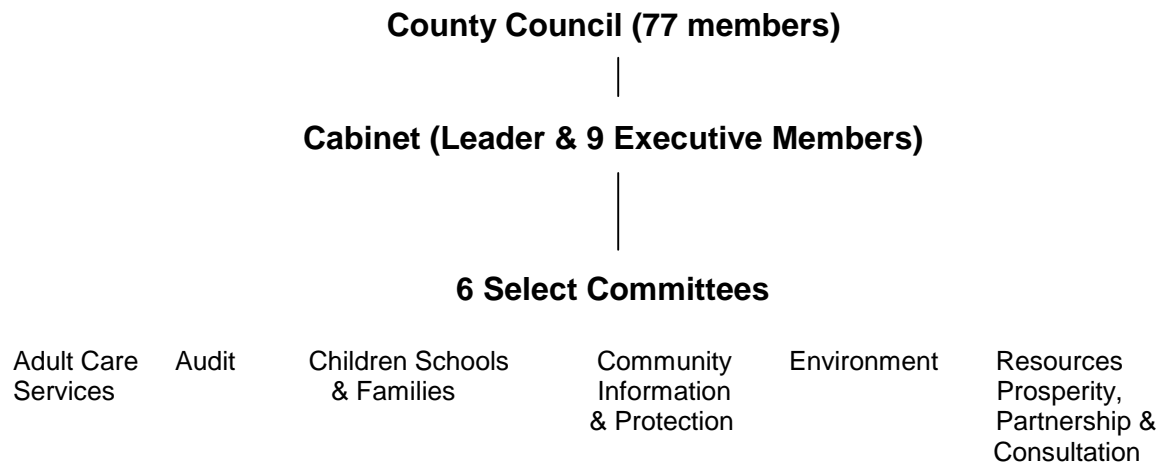 County Council (77 members)
Cabinet (Leader & 9 Executive Members)
6 Select Committees
Adult Care
Services
Audit
Children Schools
& Families
Community
Information
& Protection
Environment
Resources
Prosperity,
Partnership &
Consultation